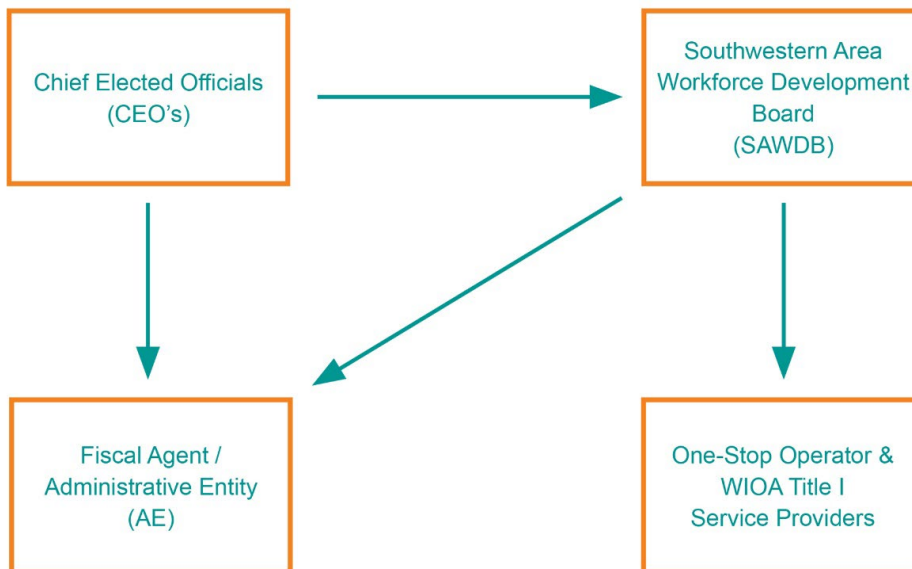 Chief Elected Officials
(CEO's)
Southwestern Area
Workforce Development
Board
(SAWDB)
Fiscal Agent /
Administrative Entity
(AE)
One-Stop Operator &
WIOA Title I
Service Providers